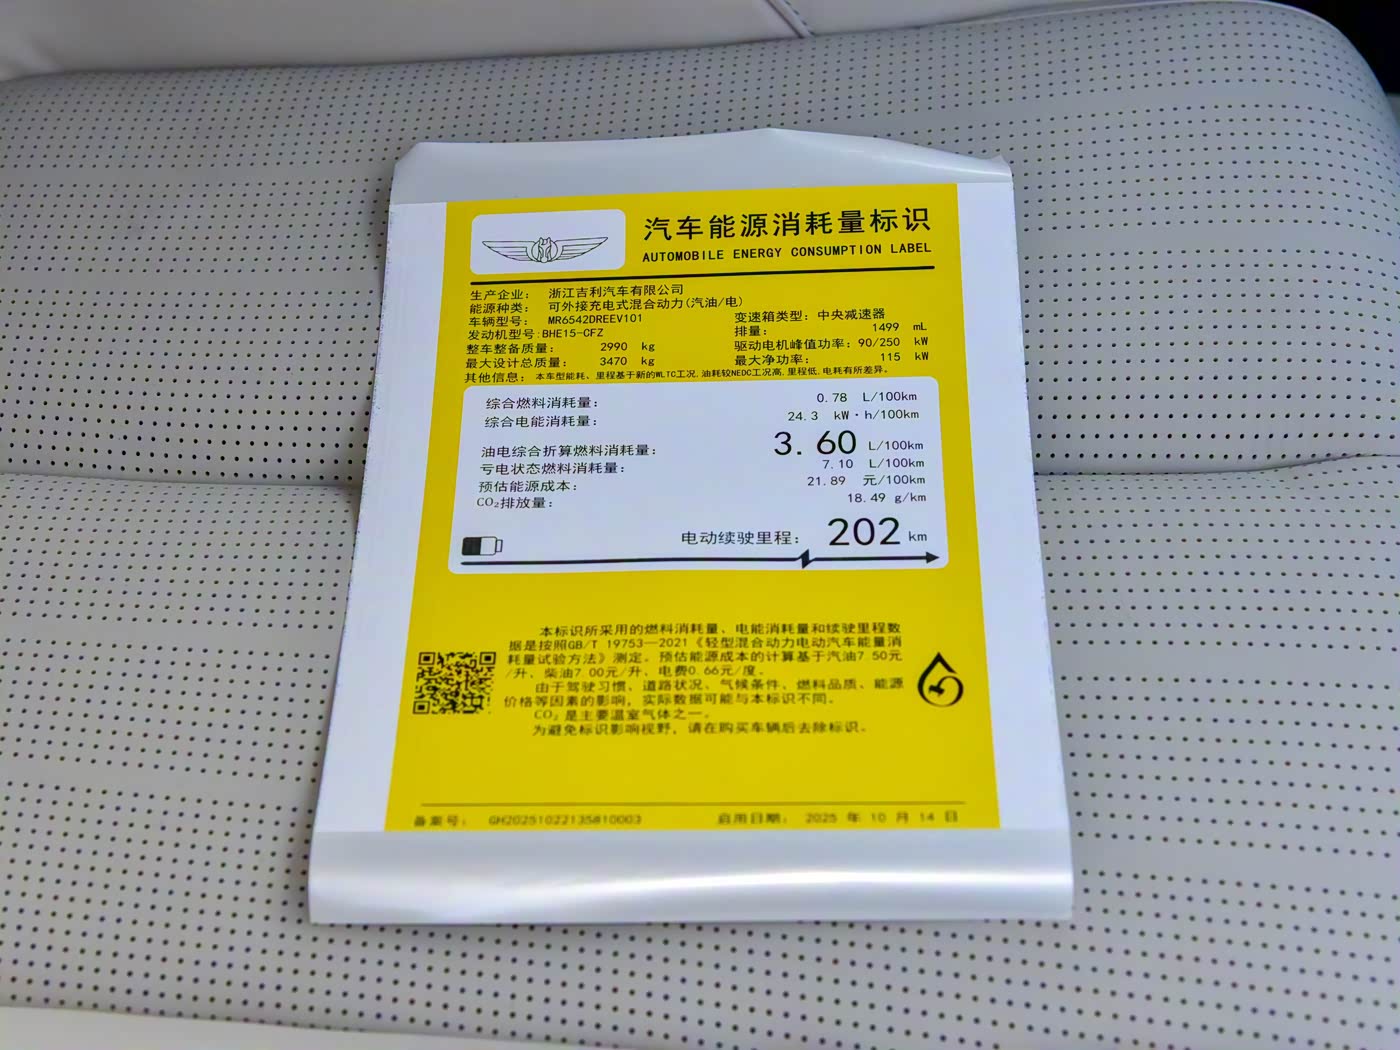 汽车能源消耗量标识
AUTOMOBILE ENERGY CONSUMPTION LABEL
生产企业： 浙江吉利汽车有限公司
能源种类： 可外接充电式混合动力(汽油/电)
车辆型号： MR6542DREEV101 变速箱类型：中央减速器
发动机型号:BHE15-CFZ 排量： 1499 mL
整车整备质量： 2990 kg 驱动电机峰值功率：90/250 kW
最大设计总质量： 3470 kg 最大净功率： 115 kW
其他信息： 本车型能耗、里程基于新的WLTC工况,油耗较NEDC工况高,里程低,电耗有所差异。
综合燃料消耗量： 0.78 L/100km
综合电能消耗量： 24.3 kW·h/100km
油电综合折算燃料消耗量： 3.60 L/100km
亏电状态燃料消耗量： 7.10 L/100km
预估能源成本： 21.89 元/100km
CO₂排放量： 18.49 g/km
电动续驶里程： 202 km
本标识所采用的燃料消耗量、电能消耗量和续驶里程数
据是按照GB/T 19753—2021《轻型混合动力电动汽车能量消
耗量试验方法》测定。预估能源成本的计算基于汽油7.50元
/升、柴油7.00元/升、电费0.66元/度。
由于驾驶习惯、道路状况、气候条件、燃料品质、能源
价格等因素的影响，实际数据可能与本标识不同。
CO₂是主要温室气体之一。
为避免标识影响视野，请在购买车辆后去除标识。
备案号： GH20251022135810003 启用日期： 2025 年 10 月 14 日